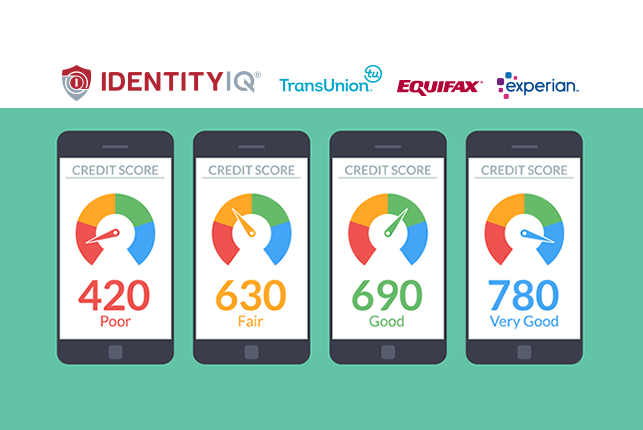 IDENTITYIQ® TransUnion® tu EQUIFAX® experian.
CREDIT SCORE CREDIT SCORE CREDIT SCORE CREDIT SCORE
420 630 690 780
Poor Fair Good Very Good